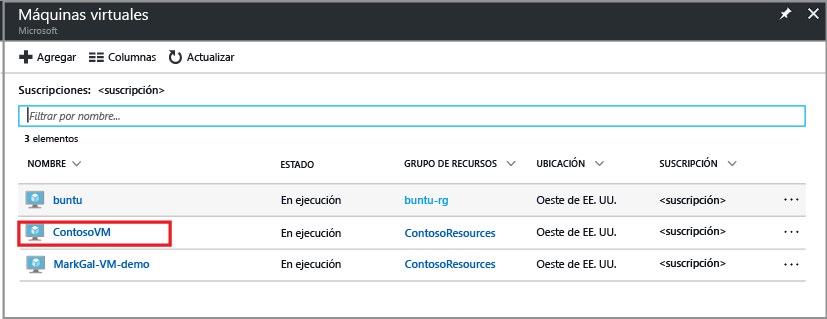 Máquinas virtuales
Microsoft
Agregar Columnas Actualizar
Suscripciones: <suscripción>
Filtrar por nombre...
3 elementos
NOMBRE ESTADO GRUPO DE RECURSOS UBICACIÓN SUSCRIPCIÓN
buntu En ejecución buntu-rg Oeste de EE. UU. <suscripción> ...
ContosoVM En ejecución ContosoResources Oeste de EE. UU. <suscripción> ...
MarkGal-VM-demo En ejecución ContosoResources Oeste de EE. UU. <suscripción> ...